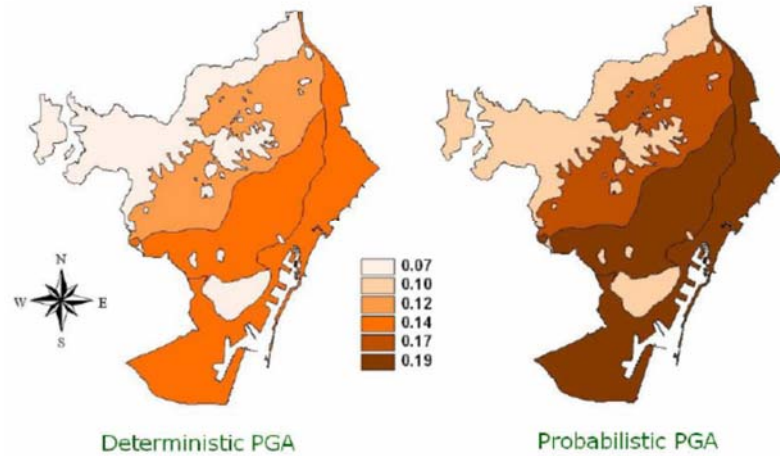 N
W E
S
0.07
0.10
0.12
0.14
0.17
0.19
Deterministic PGA
Probabilistic PGA